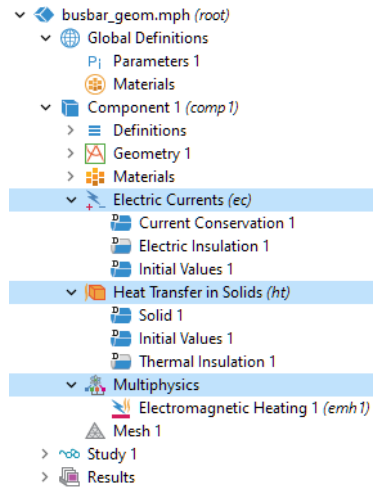 busbar_geom.mph (root)
Global Definitions
Pi Parameters 1
Materials
Component 1 (comp1)
Definitions
Geometry 1
Materials
Electric Currents (ec)
D Current Conservation 1
D Electric Insulation 1
D Initial Values 1
Heat Transfer in Solids (ht)
D Solid 1
D Initial Values 1
D Thermal Insulation 1
Multiphysics
Electromagnetic Heating 1 (emh1)
Mesh 1
Study 1
Results